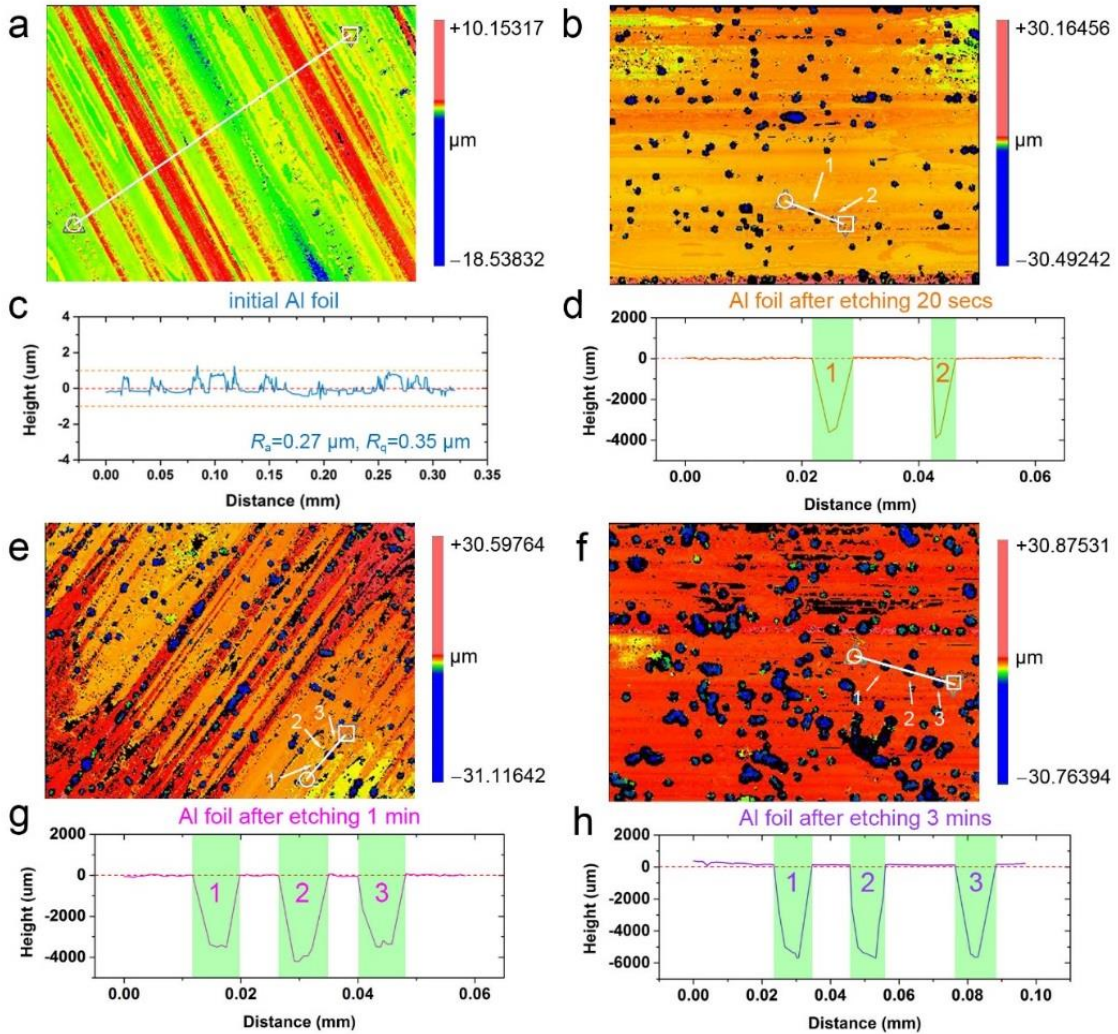 a
+10.15317
µm
−18.53832
b
+30.16456
µm
−30.49242
1
2
c
initial Al foil
4
2
0
-2
-4
Height (um)
Ra=0.27 µm, Rq=0.35 µm
0.00 0.05 0.10 0.15 0.20 0.25 0.30 0.35
Distance (mm)
d
Al foil after etching 20 secs
2000
0
-2000
-4000
Height (um)
1 2
0.00 0.02 0.04 0.06
Distance (mm)
e
+30.59764
µm
−31.11642
1
2
3
f
+30.87531
µm
−30.76394
1
2
3
g
Al foil after etching 1 min
2000
0
-2000
-4000
Height (um)
1 2 3
0.00 0.02 0.04 0.06
Distance (mm)
h
Al foil after etching 3 mins
2000
0
-2000
-4000
-6000
Height (um)
1 2 3
0.00 0.02 0.04 0.06 0.08 0.10
Distance (mm)